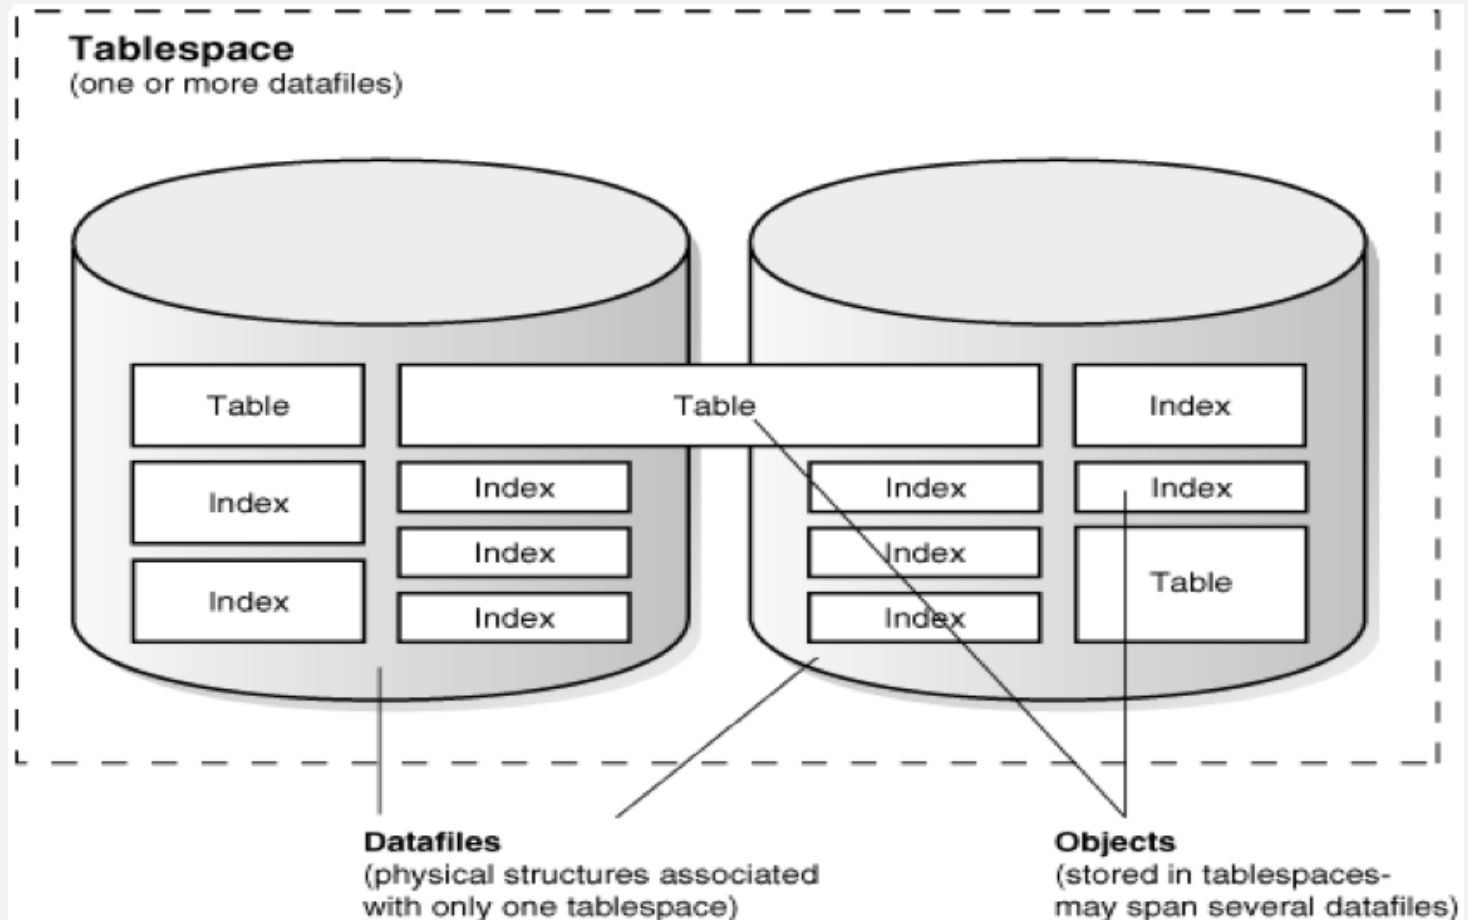 Tablespace
(one or more datafiles)
Table
Table
Index
Index
Index
Index
Index
Index
Index
Index
Table
Index
Index
Index
Datafiles
(physical structures associated
with only one tablespace)
Objects
(stored in tablespaces-
may span several datafiles)